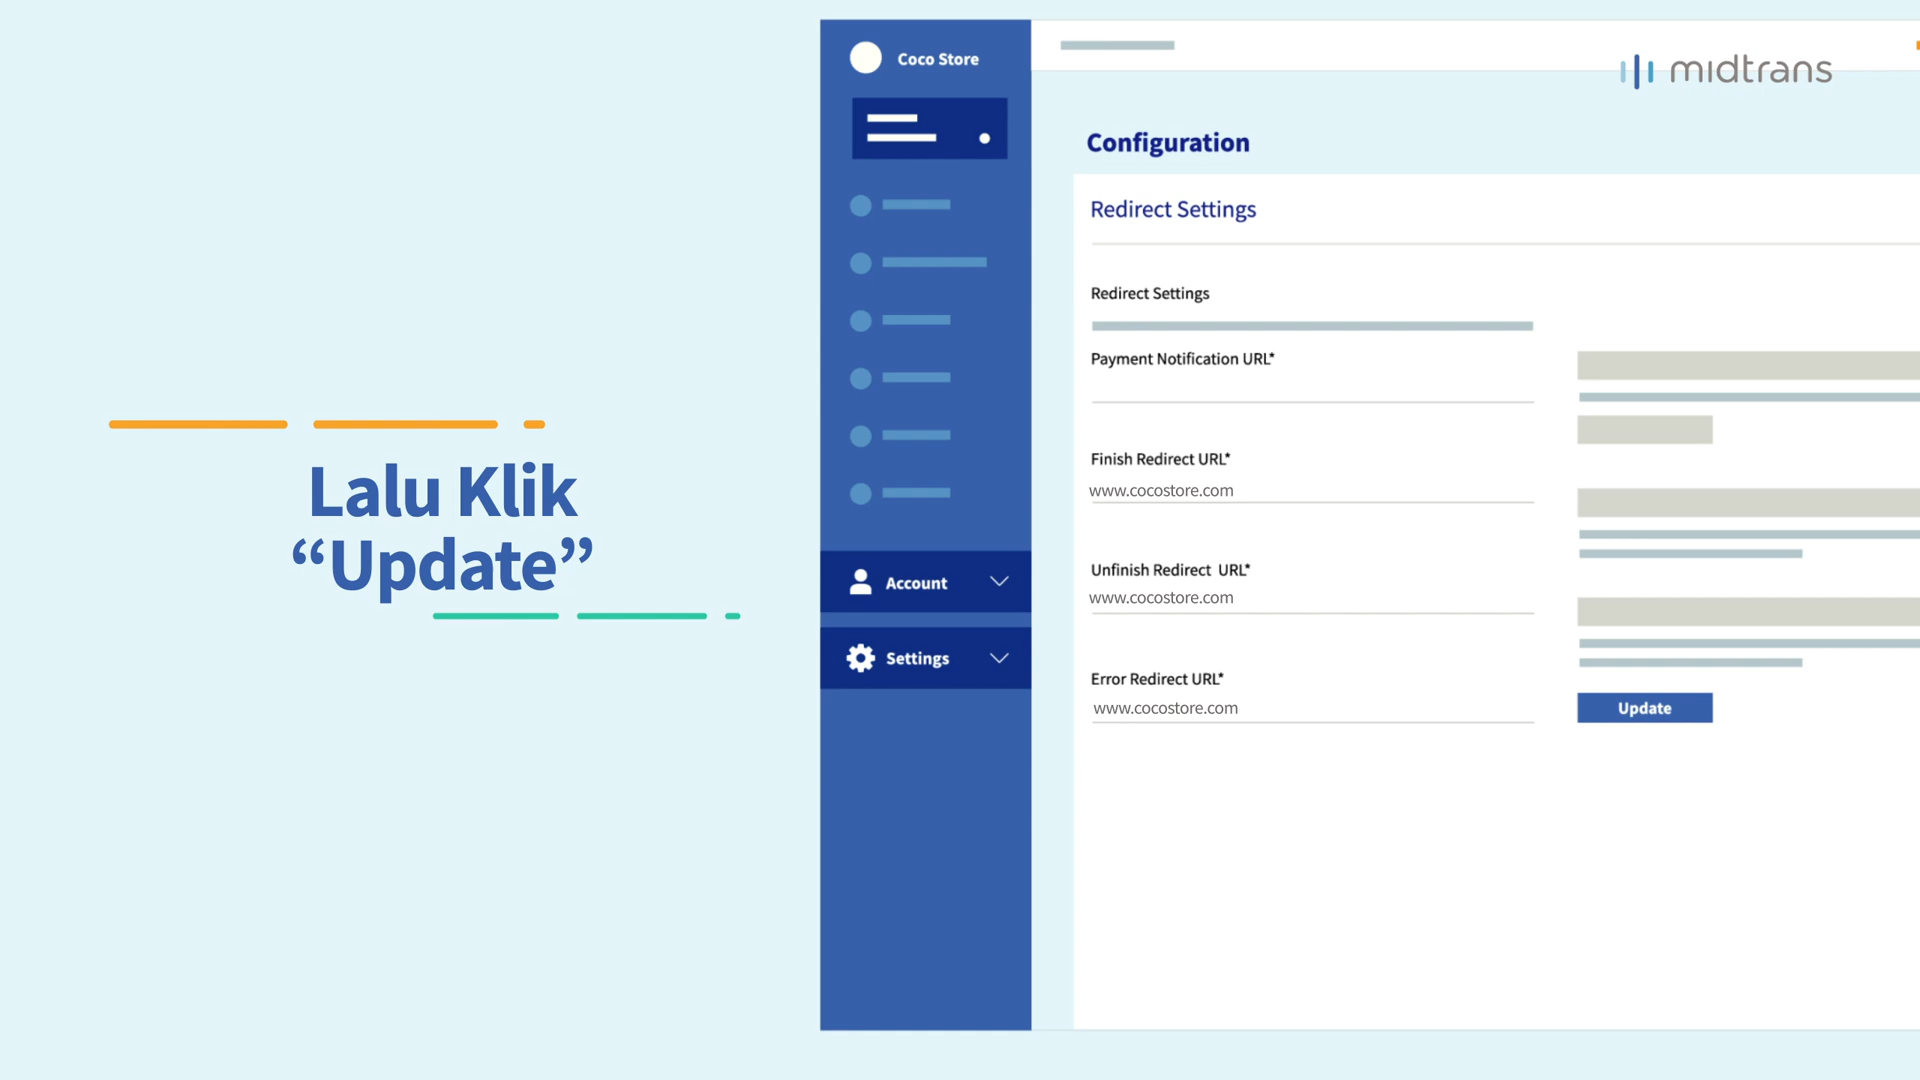 Lalu Klik
“Update”
Coco Store
Account
Settings
midtrans
Configuration
Redirect Settings
Redirect Settings
Payment Notification URL*
Finish Redirect URL*
www.cocostore.com
Unfinish Redirect  URL*
www.cocostore.com
Error Redirect URL*
www.cocostore.com
Update